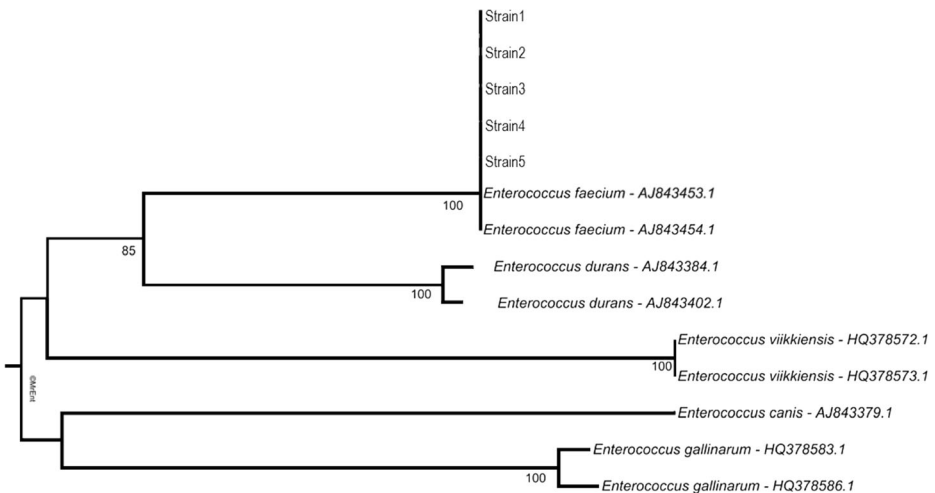 Strain1
Strain2
Strain3
Strain4
Strain5
Enterococcus faecium - AJ843453.1
100
Enterococcus faecium - AJ843454.1
85
Enterococcus durans - AJ843384.1
100
Enterococcus durans - AJ843402.1
Enterococcus viikkiensis - HQ378572.1
100
Enterococcus viikkiensis - HQ378573.1
©MrEnt
Enterococcus canis - AJ843379.1
Enterococcus gallinarum - HQ378583.1
100
Enterococcus gallinarum - HQ378586.1